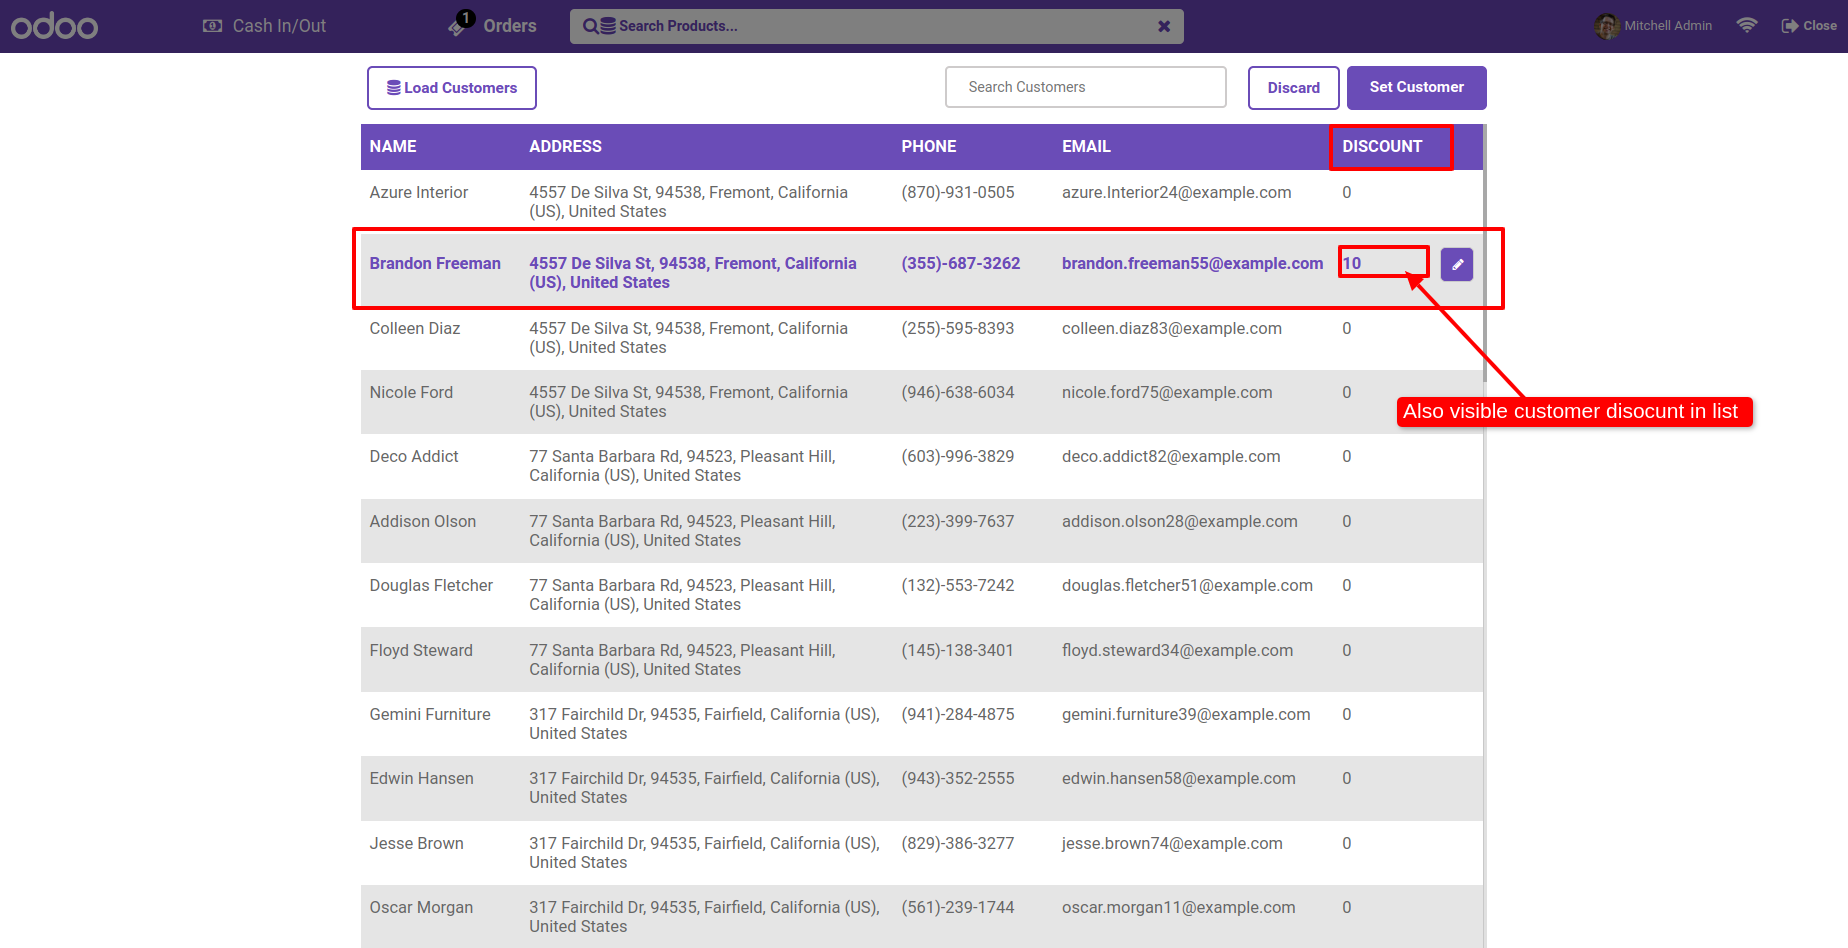 odoo Cash In/Out 1 Orders Search Products... Mitchell Admin Close
Load Customers Search Customers Discard Set Customer
NAME ADDRESS PHONE EMAIL DISCOUNT
Azure Interior 4557 De Silva St, 94538, Fremont, California (870)-931-0505 azure.Interior24@example.com 0
(US), United States
Brandon Freeman 4557 De Silva St, 94538, Fremont, California (355)-687-3262 brandon.freeman55@example.com 10
(US), United States
Colleen Diaz 4557 De Silva St, 94538, Fremont, California (255)-595-8393 colleen.diaz83@example.com 0
(US), United States
Nicole Ford 4557 De Silva St, 94538, Fremont, California (946)-638-6034 nicole.ford75@example.com 0
(US), United States
Also visible customer disocunt in list
Deco Addict 77 Santa Barbara Rd, 94523, Pleasant Hill, (603)-996-3829 deco.addict82@example.com 0
California (US), United States
Addison Olson 77 Santa Barbara Rd, 94523, Pleasant Hill, (223)-399-7637 addison.olson28@example.com 0
California (US), United States
Douglas Fletcher 77 Santa Barbara Rd, 94523, Pleasant Hill, (132)-553-7242 douglas.fletcher51@example.com 0
California (US), United States
Floyd Steward 77 Santa Barbara Rd, 94523, Pleasant Hill, (145)-138-3401 floyd.steward34@example.com 0
California (US), United States
Gemini Furniture 317 Fairchild Dr, 94535, Fairfield, California (US), (941)-284-4875 gemini.furniture39@example.com 0
United States
Edwin Hansen 317 Fairchild Dr, 94535, Fairfield, California (US), (943)-352-2555 edwin.hansen58@example.com 0
United States
Jesse Brown 317 Fairchild Dr, 94535, Fairfield, California (US), (829)-386-3277 jesse.brown74@example.com 0
United States
Oscar Morgan 317 Fairchild Dr, 94535, Fairfield, California (US), (561)-239-1744 oscar.morgan11@example.com 0
United States